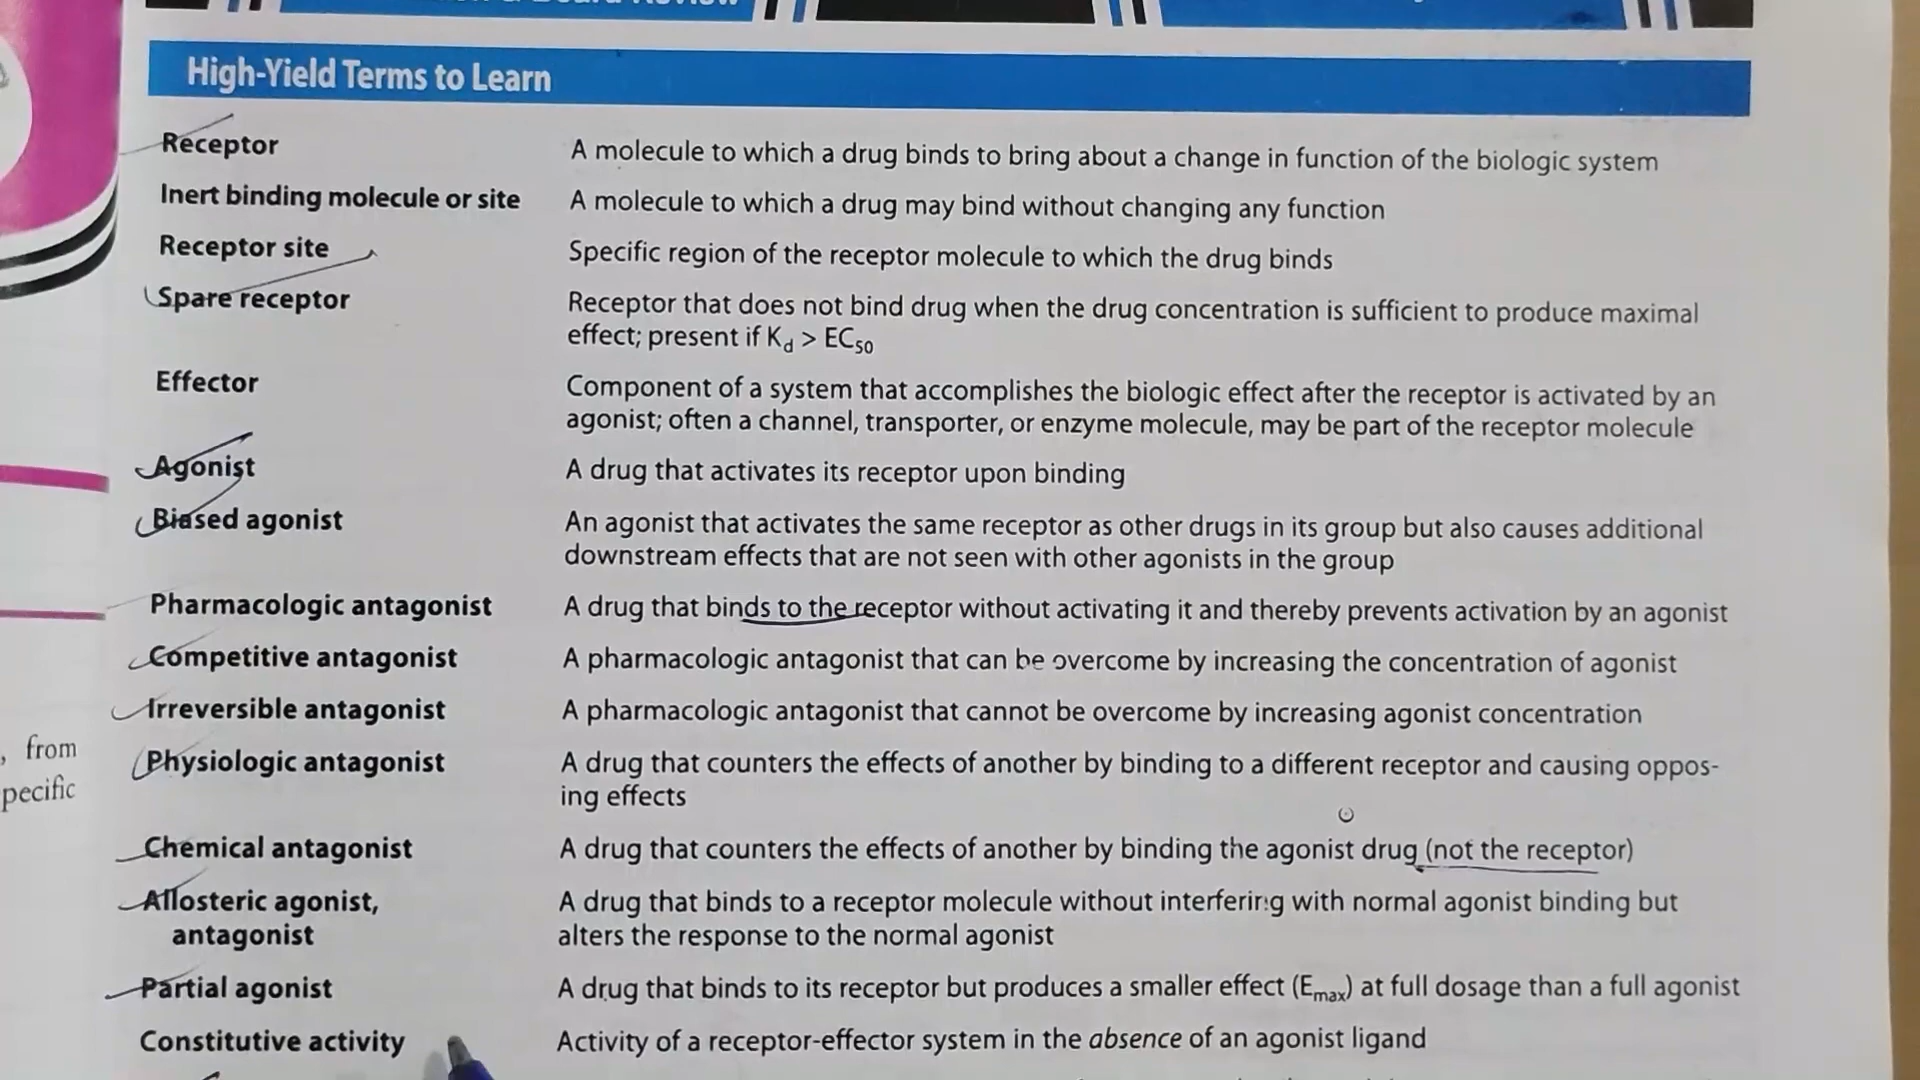 High-Yield Terms to Learn
Receptor A molecule to which a drug binds to bring about a change in function of the biologic system
Inert binding molecule or site A molecule to which a drug may bind without changing any function
Receptor site Specific region of the receptor molecule to which the drug binds
Spare receptor Receptor that does not bind drug when the drug concentration is sufficient to produce maximal
effect; present if Kd > EC50
Effector Component of a system that accomplishes the biologic effect after the receptor is activated by an
agonist; often a channel, transporter, or enzyme molecule, may be part of the receptor molecule
Agonist A drug that activates its receptor upon binding
Biased agonist An agonist that activates the same receptor as other drugs in its group but also causes additional
downstream effects that are not seen with other agonists in the group
Pharmacologic antagonist A drug that binds to the receptor without activating it and thereby prevents activation by an agonist
Competitive antagonist A pharmacologic antagonist that can be overcome by increasing the concentration of agonist
Irreversible antagonist A pharmacologic antagonist that cannot be overcome by increasing agonist concentration
Physiologic antagonist A drug that counters the effects of another by binding to a different receptor and causing oppos-
ing effects
Chemical antagonist A drug that counters the effects of another by binding the agonist drug (not the receptor)
Allosteric agonist, A drug that binds to a receptor molecule without interfering with normal agonist binding but
antagonist alters the response to the normal agonist
Partial agonist A drug that binds to its receptor but produces a smaller effect (Emax) at full dosage than a full agonist
Constitutive activity Activity of a receptor-effector system in the absence of an agonist ligand
, from
pecific